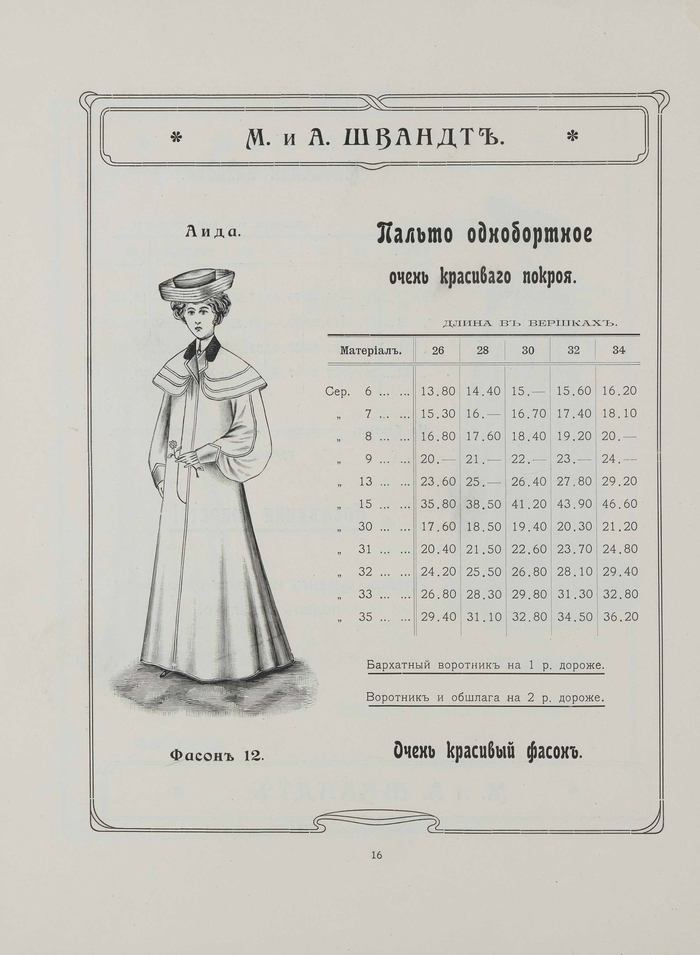 * М. и А. ШВАНДТЪ. *
Аида.
Пальто однобортное
очень красиваго покроя.
ДЛИНА ВЪ ВЕРШКАХЪ.
Матеріалъ. 26 28 30 32 34
Сер. 6 ... ... 13.80 14.40 15.— 15.60 16.20
„ 7 ... ... 15.30 16.— 16.70 17.40 18.10
„ 8 ... ... 16.80 17.60 18.40 19.20 20.—
„ 9 ... ... 20.— 21.— 22.— 23.— 24.—
„ 13 ... ... 23.60 25.— 26.40 27.80 29.20
„ 15 ... ... 35.80 38.50 41.20 43.90 46.60
„ 30 ... ... 17.60 18.50 19.40 20.30 21.20
„ 31 ... ... 20.40 21.50 22.60 23.70 24.80
„ 32 ... ... 24.20 25.50 26.80 28.10 29.40
„ 33 ... ... 26.80 28.30 29.80 31.30 32.80
„ 35 ... ... 29.40 31.10 32.80 34.50 36.20
Бархатный воротникъ на 1 р. дороже.
Воротникъ и обшлага на 2 р. дороже.
Фасонъ 12.
Очень красивый фасонъ.
16